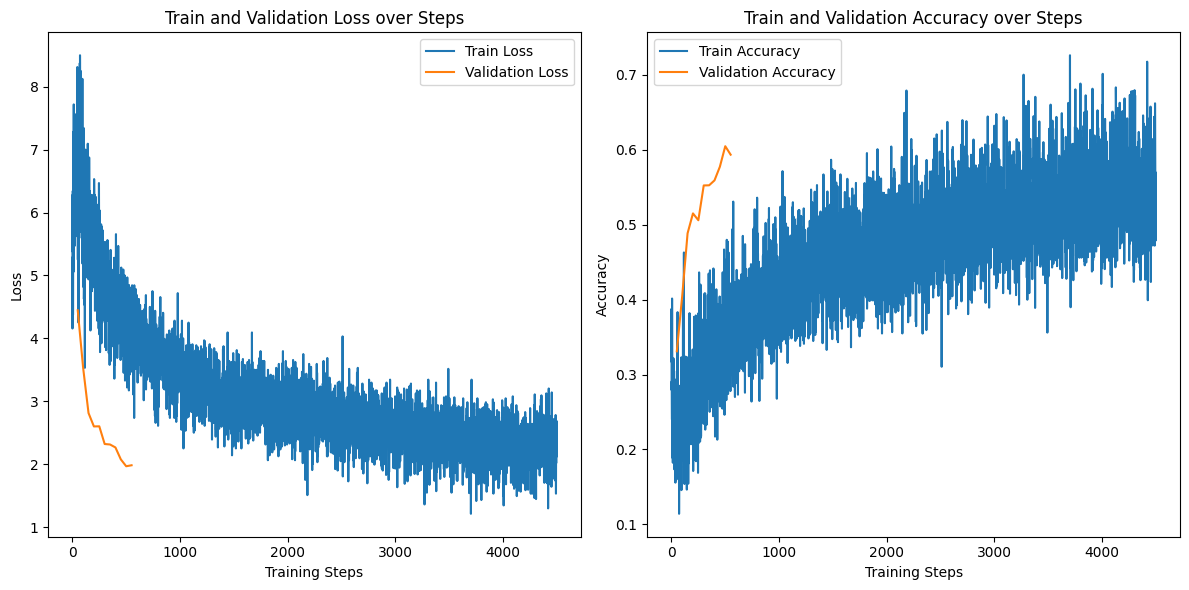 Train and Validation Loss over Steps
Train Loss
Validation Loss
8
7
6
5
4
3
2
1
Loss
0
1000
2000
3000
4000
Training Steps
Train and Validation Accuracy over Steps
Train Accuracy
Validation Accuracy
0.7
0.6
0.5
0.4
0.3
0.2
0.1
Accuracy
0
1000
2000
3000
4000
Training Steps